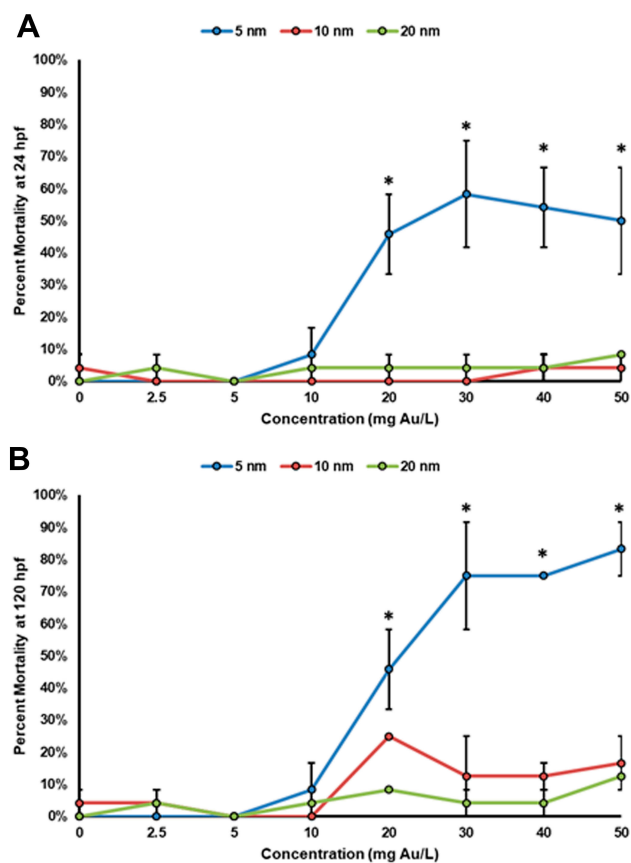 A
5 nm 10 nm 20 nm
100%
90%
80%
70%
60%
50%
40%
30%
20%
10%
0%
Percent Mortality at 24 hpf
* * * *
0 2.5 5 10 20 30 40 50
Concentration (mg Au/L)
B
5 nm 10 nm 20 nm
100%
90%
80%
70%
60%
50%
40%
30%
20%
10%
0%
Percent Mortality at 120 hpf
* * * *
0 2.5 5 10 20 30 40 50
Concentration (mg Au/L)